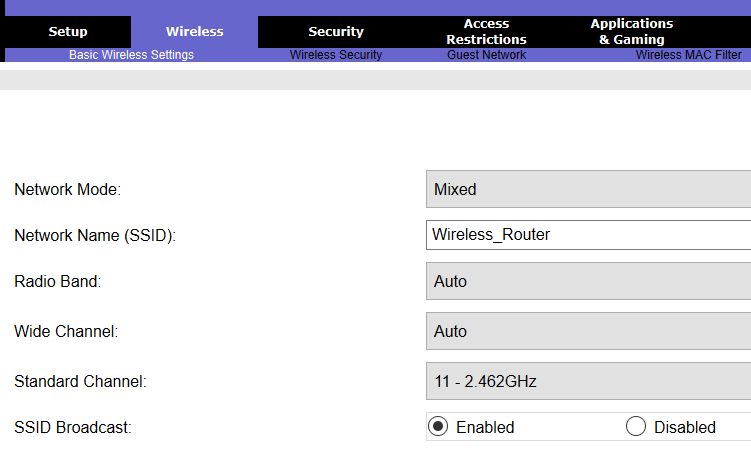 Setup Wireless Security Access Restrictions Applications & Gaming
Basic Wireless Settings Wireless Security Guest Network Wireless MAC Filter
Network Mode: Mixed
Network Name (SSID): Wireless_Router
Radio Band: Auto
Wide Channel: Auto
Standard Channel: 11 - 2.462GHz
SSID Broadcast: Enabled Disabled